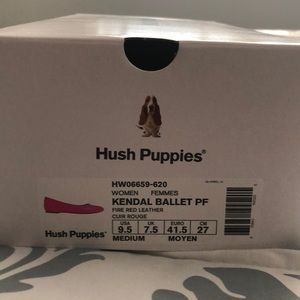 Hush Puppies®
HW06659-620
WOMEN FEMMES
KENDAL BALLET PF
FIRE RED LEATHER
CUIR ROUGE
USA UK EURO CM
9.5 7.5 41.5 27
Hush Puppies® MEDIUM MOYEN